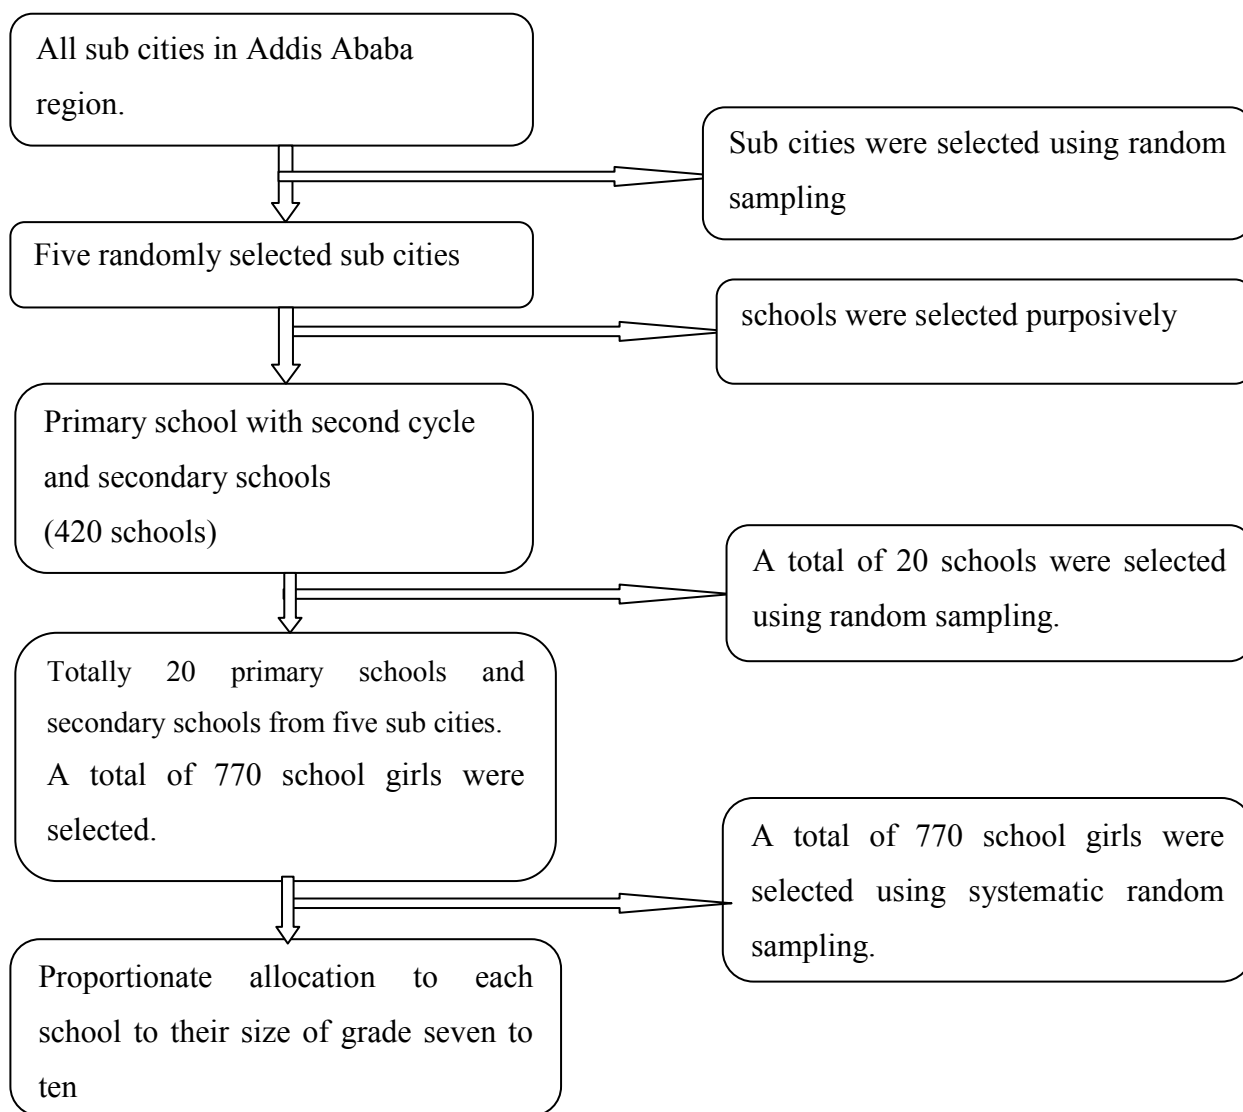 All sub cities in Addis Ababa
region.
Sub cities were selected using random
sampling
Five randomly selected sub cities
schools were selected purposively
Primary school with second cycle
and secondary schools
(420 schools)
A total of 20 schools were selected
using random sampling.
Totally 20 primary schools and
secondary schools from five sub cities.
A total of 770 school girls were
selected.
A total of 770 school girls were
selected using systematic random
sampling.
Proportionate allocation to each
school to their size of grade seven to
ten